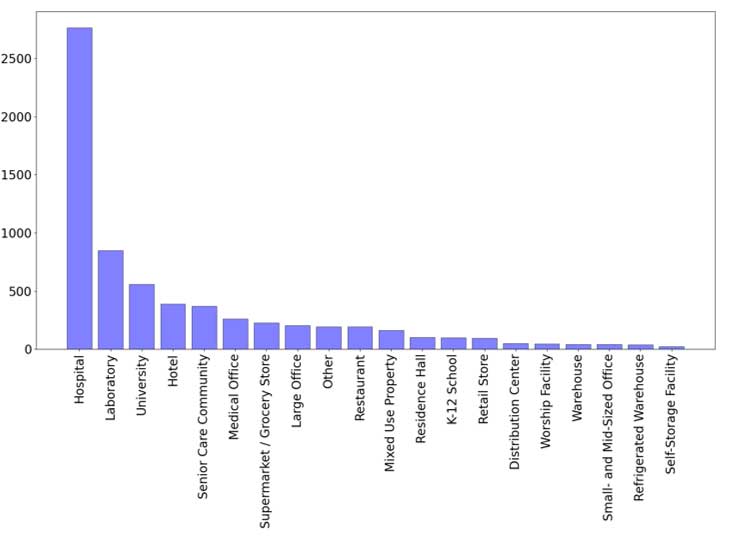 2500
2000
1500
1000
500
0
Hospital
Laboratory
University
Hotel
Senior Care Community
Medical Office
Supermarket / Grocery Store
Large Office
Other
Restaurant
Mixed Use Property
Residence Hall
K-12 School
Retail Store
Distribution Center
Worship Facility
Warehouse
Small- and Mid-Sized Office
Refrigerated Warehouse
Self-Storage Facility